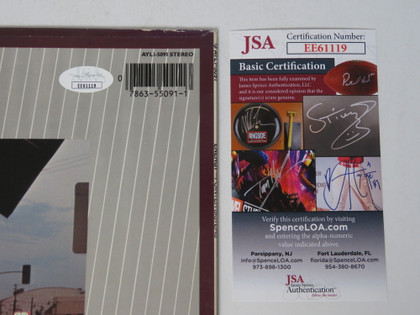 AYL1-5091 STEREO
EE61119
0
7863-55091-1
JSA
Certification Number:
EE61119
Basic Certification
This item has been fully examined by
James Spence Authentication, LLC
and it is our considered opinion that the
signature(s) is/are genuine.
Verify this certification by visiting
SpenceLOA.com
and entering the alpha-numeric
value indicated above.
Parsippany, NJ
info@SpenceLOA.com
973-898-1300
Fort Lauderdale, FL
florida@SpenceLOA.com
954-380-8670
JSA
James Spence
Authentication